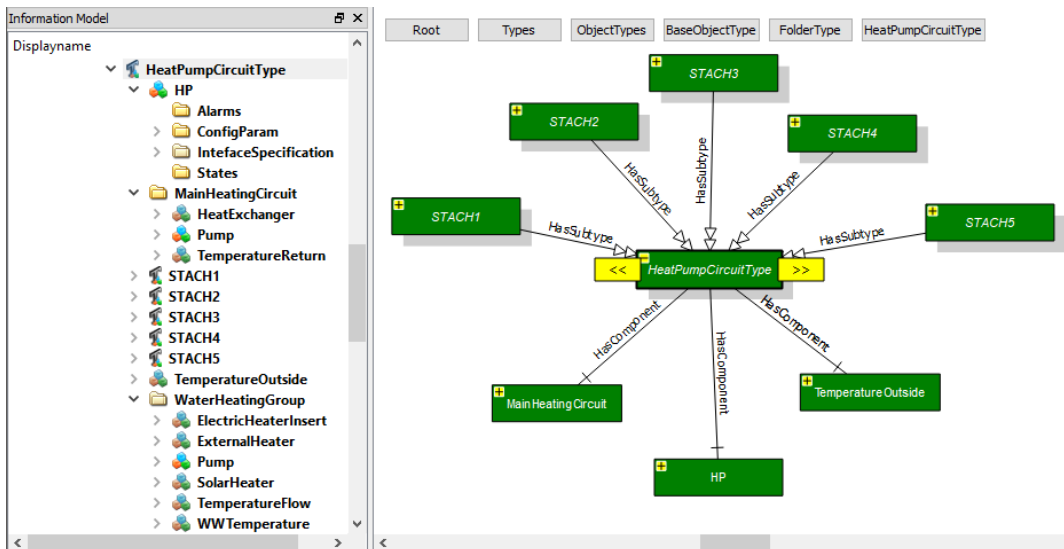 Information Model
Displayname
HeatPumpCircuitType
HP
Alarms
ConfigParam
IntefaceSpecification
States
MainHeatingCircuit
HeatExchanger
Pump
TemperatureReturn
STACH1
STACH2
STACH3
STACH4
STACH5
TemperatureOutside
WaterHeatingGroup
ElectricHeaterInsert
ExternalHeater
Pump
SolarHeater
TemperatureFlow
WWTemperature
Root
Types
ObjectTypes
BaseObjectType
FolderType
HeatPumpCircuitType
STACH3
STACH2
STACH4
STACH1
STACH5
HasSubtype
HasSubtype
HasSubtype
HasSubtype
HasSubtype
<<
HeatPumpCircuitType
>>
HasComponent
HasComponent
HasComponent
MainHeatingCircuit
TemperatureOutside
HP